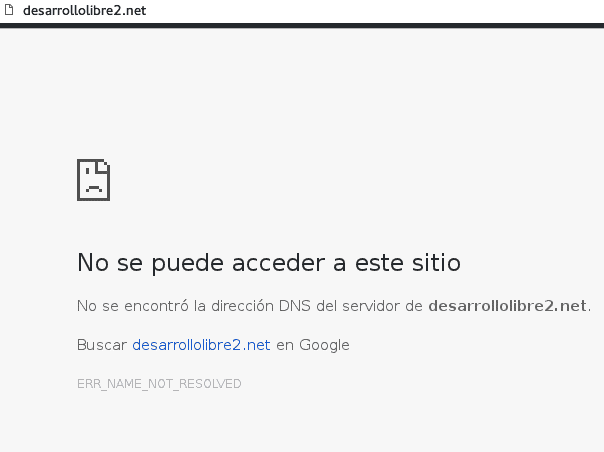 desarrollolibre2.net
No se puede acceder a este sitio
No se encontró la dirección DNS del servidor de desarrollolibre2.net.
Buscar desarrollolibre2.net en Google
ERR_NAME_NOT_RESOLVED